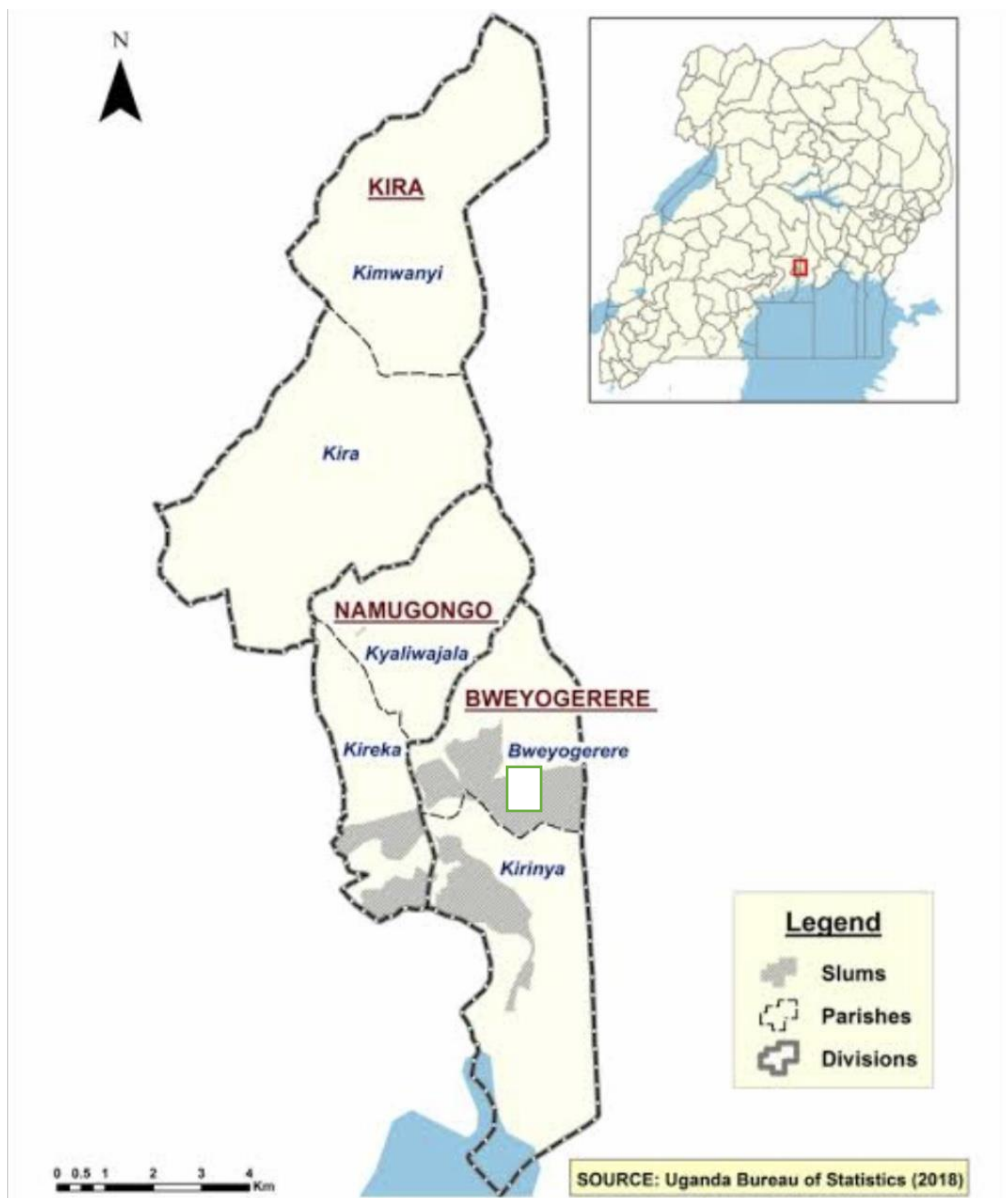 N
KIRA
Kimwanyi
Kira
NAMUGONGO
Kyaliwajala
BWEYOGERERE
Kireka
Bweyogerere
Kirinya
Legend
Slums
Parishes
Divisions
0 0.5 1 2 3 4
Km
SOURCE: Uganda Bureau of Statistics (2018)